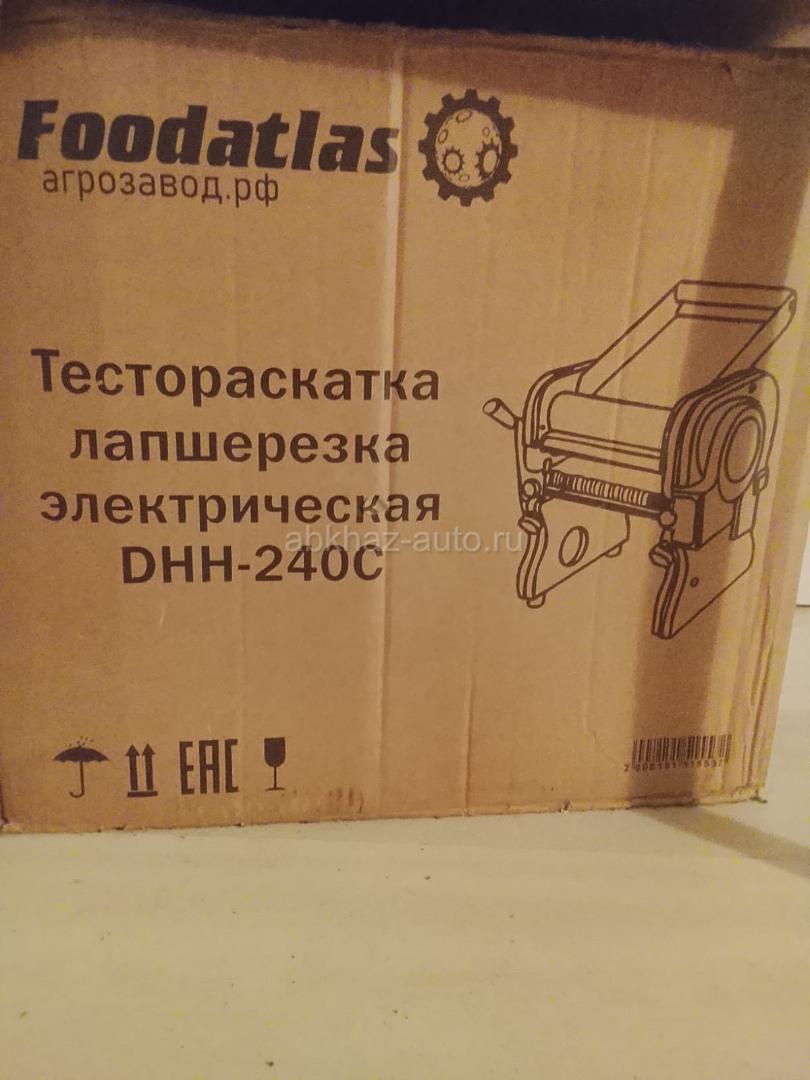 Foodatlas
агрозавод.рф
Тестораскатка
лапшерезка
электрическая
DHH-240C
abkhaz-auto.ru
EAC